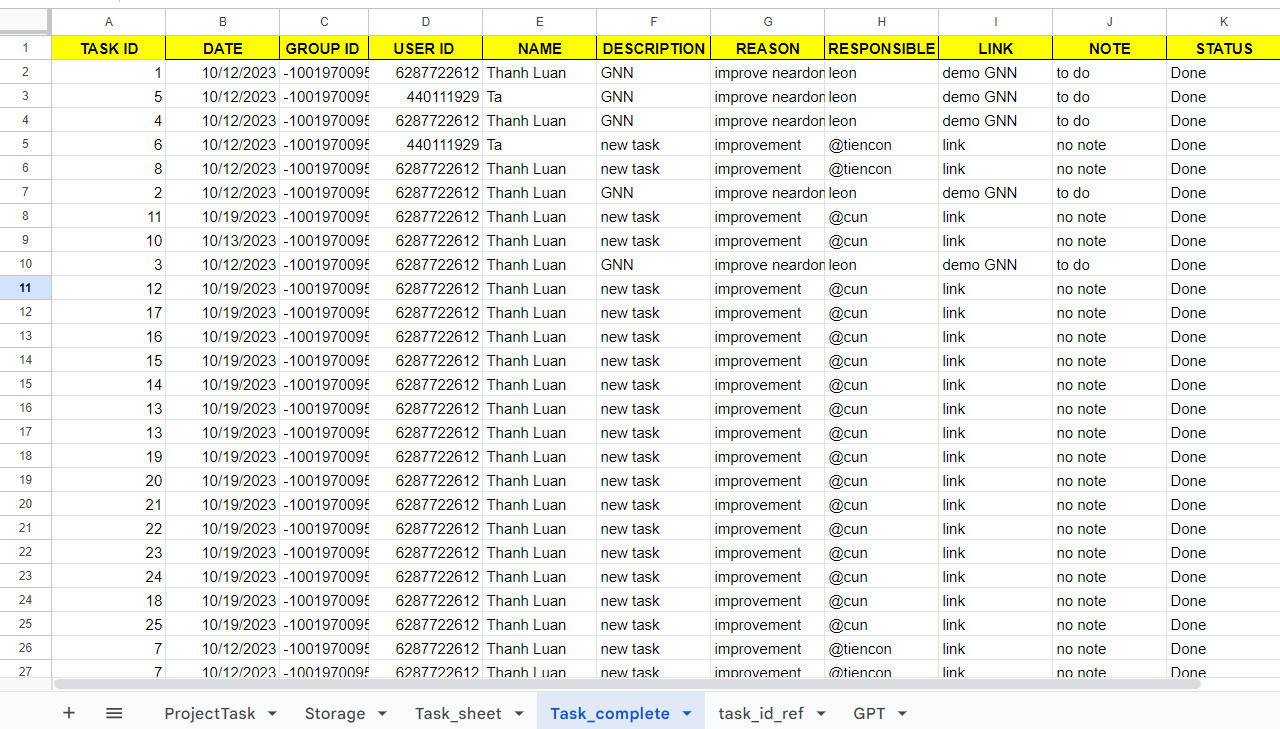 A B C D E F G H I J K
1 TASK ID DATE GROUP ID USER ID NAME DESCRIPTION REASON RESPONSIBLE LINK NOTE STATUS
2 1 10/12/2023 -1001970095 6287722612 Thanh Luan GNN improve neardon leon demo GNN to do Done
3 5 10/12/2023 -1001970095 440111929 Ta GNN improve neardon leon demo GNN to do Done
4 4 10/12/2023 -1001970095 6287722612 Thanh Luan GNN improve neardon leon demo GNN to do Done
5 6 10/12/2023 -1001970095 440111929 Ta new task improvement @tiencon link no note Done
6 8 10/12/2023 -1001970095 6287722612 Thanh Luan new task improvement @tiencon link no note Done
7 2 10/12/2023 -1001970095 6287722612 Thanh Luan GNN improve neardon leon demo GNN to do Done
8 11 10/19/2023 -1001970095 6287722612 Thanh Luan new task improvement @cun link no note Done
9 10 10/13/2023 -1001970095 6287722612 Thanh Luan new task improvement @cun link no note Done
10 3 10/12/2023 -1001970095 6287722612 Thanh Luan GNN improve neardon leon demo GNN to do Done
11 12 10/19/2023 -1001970095 6287722612 Thanh Luan new task improvement @cun link no note Done
12 17 10/19/2023 -1001970095 6287722612 Thanh Luan new task improvement @cun link no note Done
13 16 10/19/2023 -1001970095 6287722612 Thanh Luan new task improvement @cun link no note Done
14 15 10/19/2023 -1001970095 6287722612 Thanh Luan new task improvement @cun link no note Done
15 14 10/19/2023 -1001970095 6287722612 Thanh Luan new task improvement @cun link no note Done
16 13 10/19/2023 -1001970095 6287722612 Thanh Luan new task improvement @cun link no note Done
17 13 10/19/2023 -1001970095 6287722612 Thanh Luan new task improvement @cun link no note Done
18 19 10/19/2023 -1001970095 6287722612 Thanh Luan new task improvement @cun link no note Done
19 20 10/19/2023 -1001970095 6287722612 Thanh Luan new task improvement @cun link no note Done
20 21 10/19/2023 -1001970095 6287722612 Thanh Luan new task improvement @cun link no note Done
21 22 10/19/2023 -1001970095 6287722612 Thanh Luan new task improvement @cun link no note Done
22 23 10/19/2023 -1001970095 6287722612 Thanh Luan new task improvement @cun link no note Done
23 24 10/19/2023 -1001970095 6287722612 Thanh Luan new task improvement @cun link no note Done
24 18 10/19/2023 -1001970095 6287722612 Thanh Luan new task improvement @cun link no note Done
25 25 10/19/2023 -1001970095 6287722612 Thanh Luan new task improvement @cun link no note Done
26 7 10/12/2023 -1001970095 6287722612 Thanh Luan new task improvement @tiencon link no note Done
27 7 10/12/2023 -1001970095 6287722612 Thanh Luan new task improvement @tiencon link no note Done
ProjectTask Storage Task_sheet Task_complete task_id_ref GPT